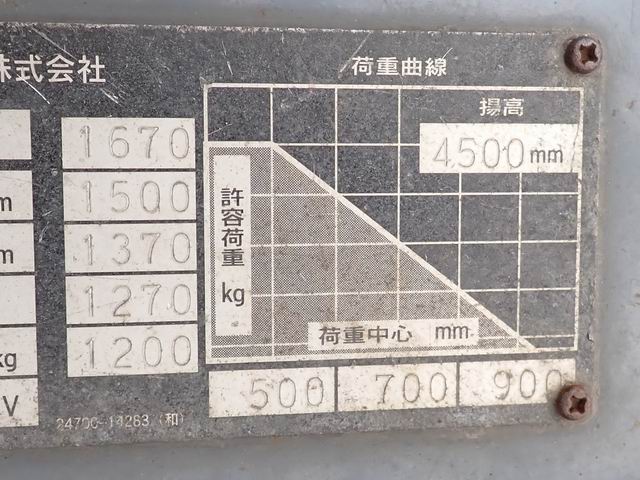 株式会社
荷重曲線
揚高
4500mm
1670
m 1500
m 1370
1270
kg 1200
V
許容荷重 kg
荷重中心 mm
500 700 900
24700-14283 (和)